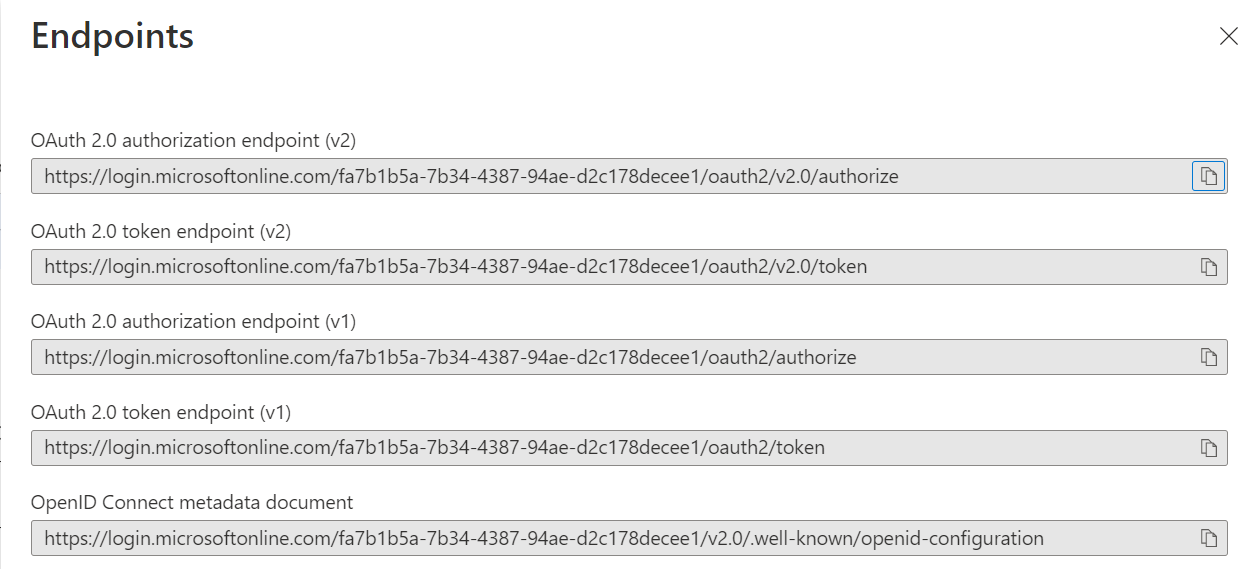 Endpoints
OAuth 2.0 authorization endpoint (v2)
https://login.microsoftonline.com/fa7b1b5a-7b34-4387-94ae-d2c178decee1/oauth2/v2.0/authorize
OAuth 2.0 token endpoint (v2)
https://login.microsoftonline.com/fa7b1b5a-7b34-4387-94ae-d2c178decee1/oauth2/v2.0/token
OAuth 2.0 authorization endpoint (v1)
https://login.microsoftonline.com/fa7b1b5a-7b34-4387-94ae-d2c178decee1/oauth2/authorize
OAuth 2.0 token endpoint (v1)
https://login.microsoftonline.com/fa7b1b5a-7b34-4387-94ae-d2c178decee1/oauth2/token
OpenID Connect metadata document
https://login.microsoftonline.com/fa7b1b5a-7b34-4387-94ae-d2c178decee1/v2.0/.well-known/openid-configuration